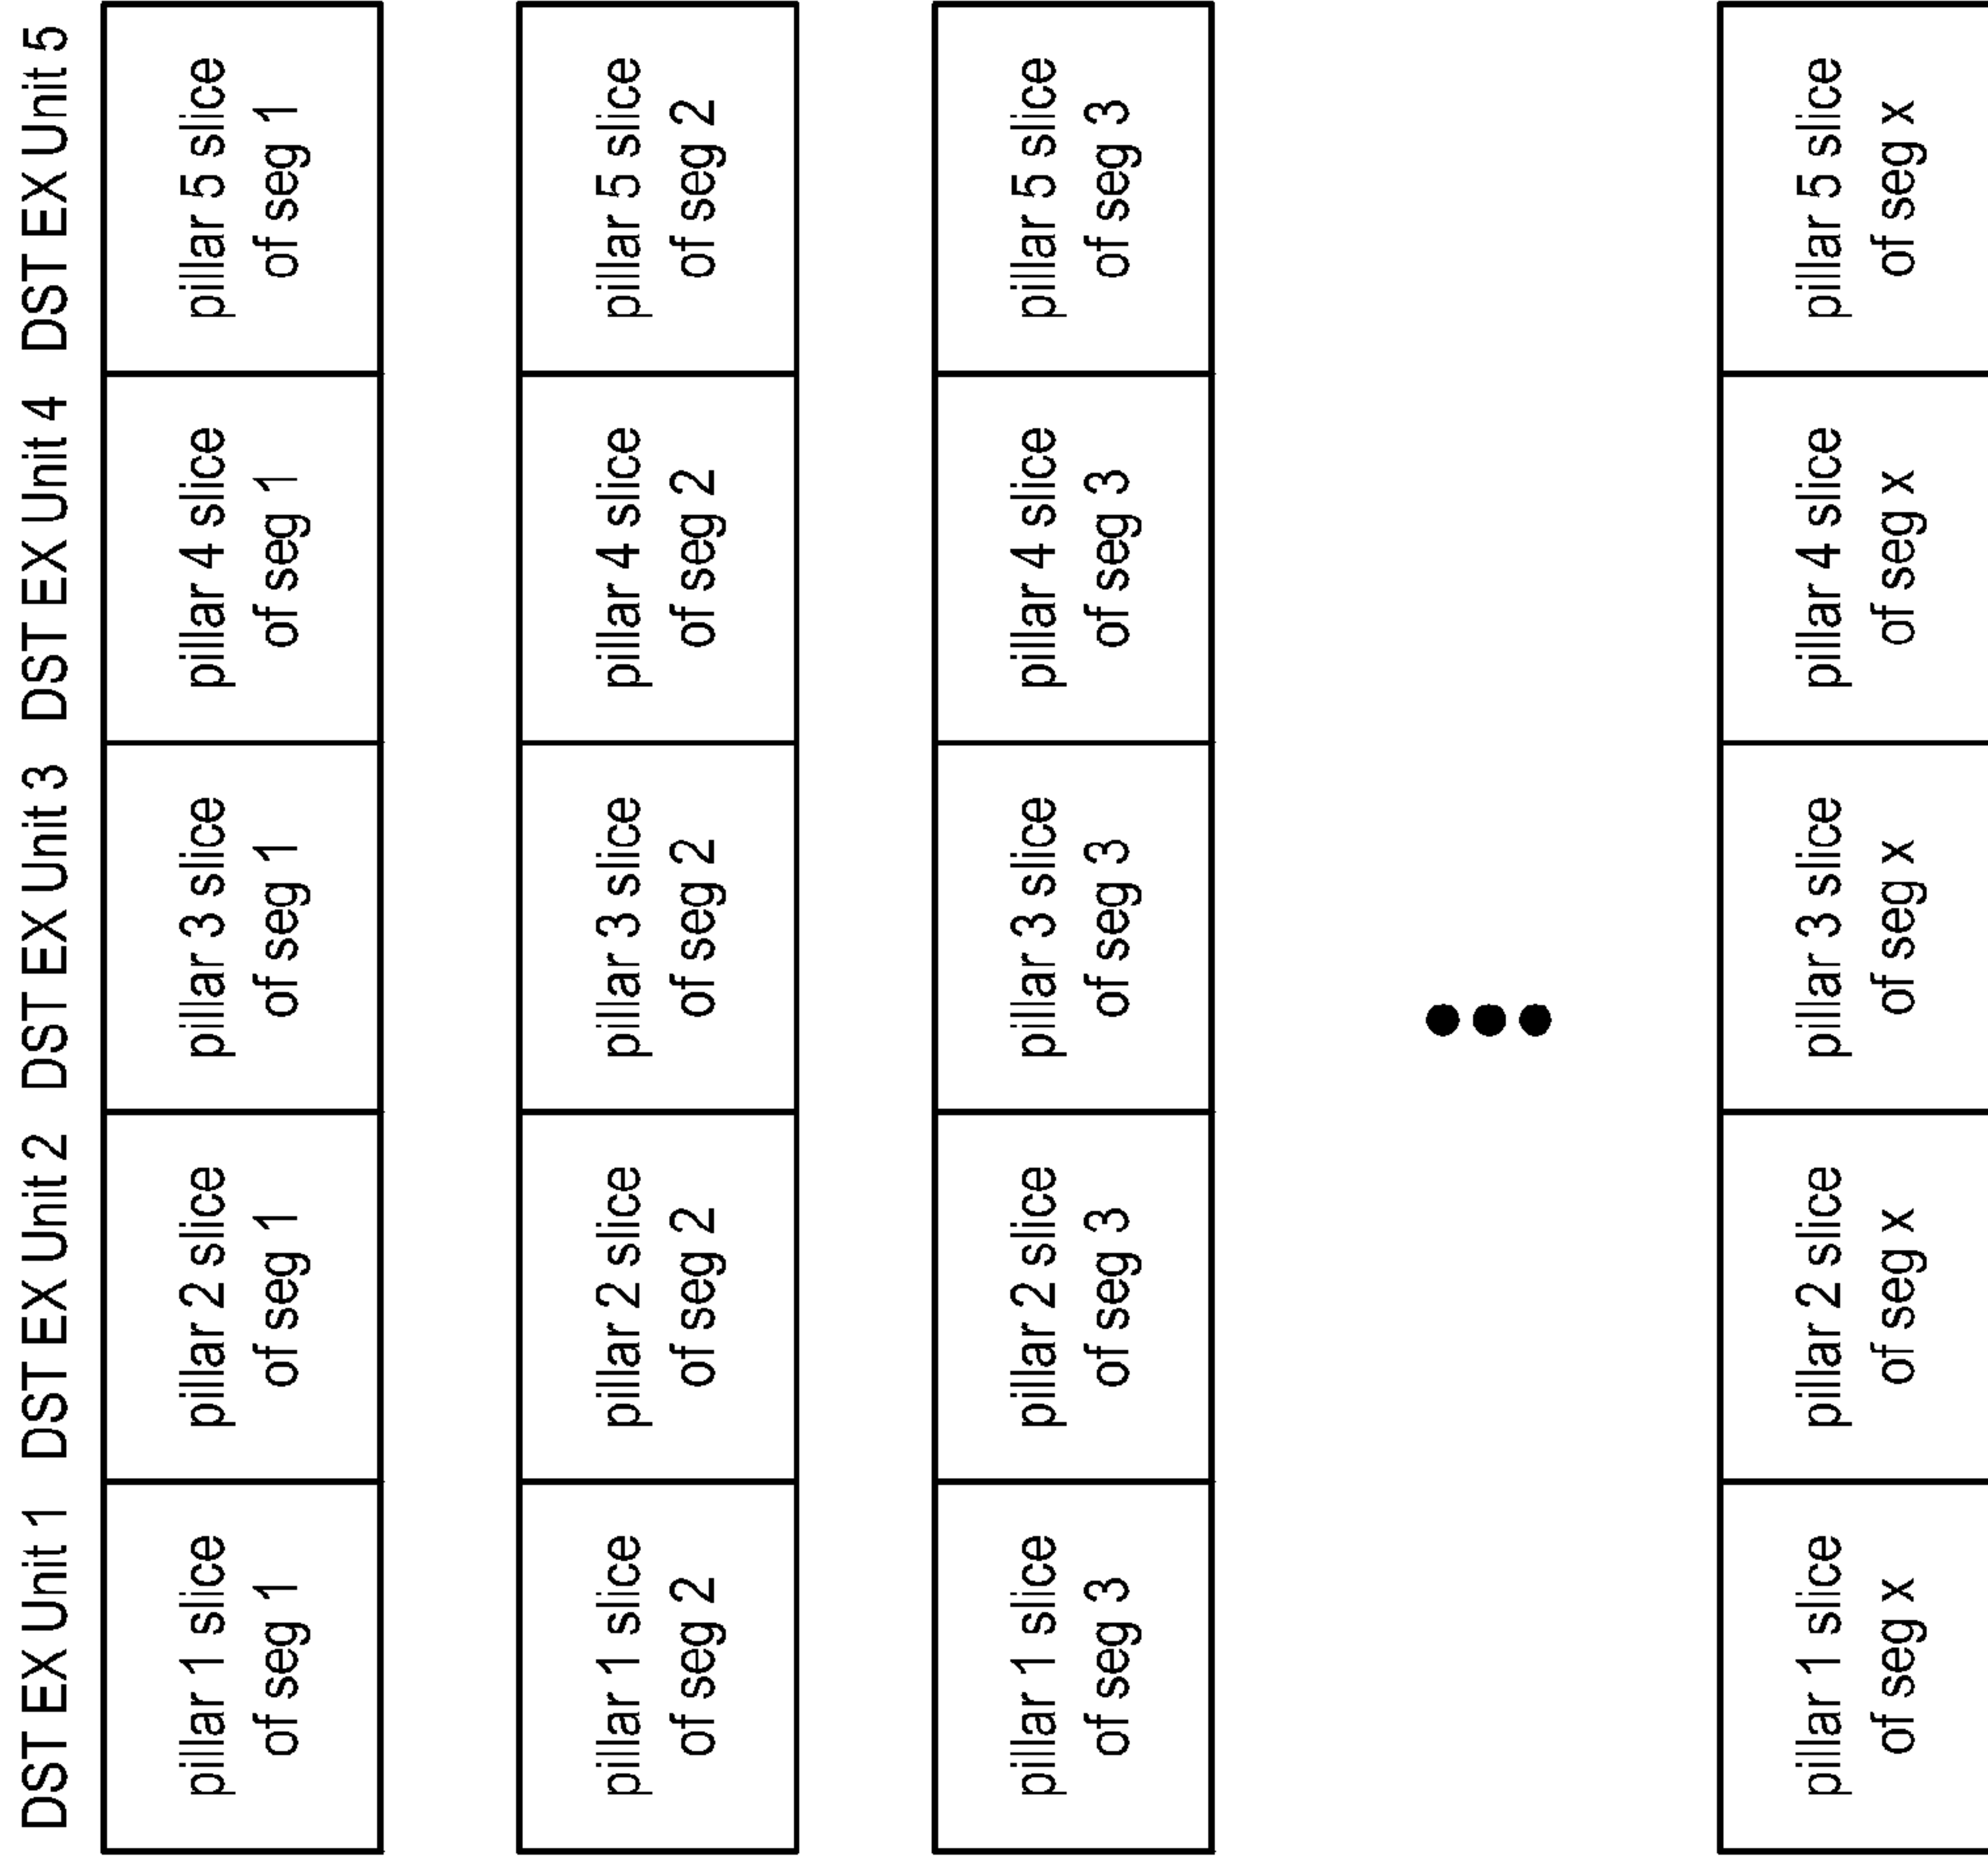 DST EX Unit 1 DST EX Unit 2 DST EX Unit 3 DST EX Unit 4 DST EX Unit 5
pillar 1 slice
of seg 1
pillar 2 slice
of seg 1
pillar 3 slice
of seg 1
pillar 4 slice
of seg 1
pillar 5 slice
of seg 1
pillar 1 slice
of seg 2
pillar 2 slice
of seg 2
pillar 3 slice
of seg 2
pillar 4 slice
of seg 2
pillar 5 slice
of seg 2
pillar 1 slice
of seg 3
pillar 2 slice
of seg 3
pillar 3 slice
of seg 3
pillar 4 slice
of seg 3
pillar 5 slice
of seg 3
pillar 1 slice
of seg x
pillar 2 slice
of seg x
pillar 3 slice
of seg x
pillar 4 slice
of seg x
pillar 5 slice
of seg x